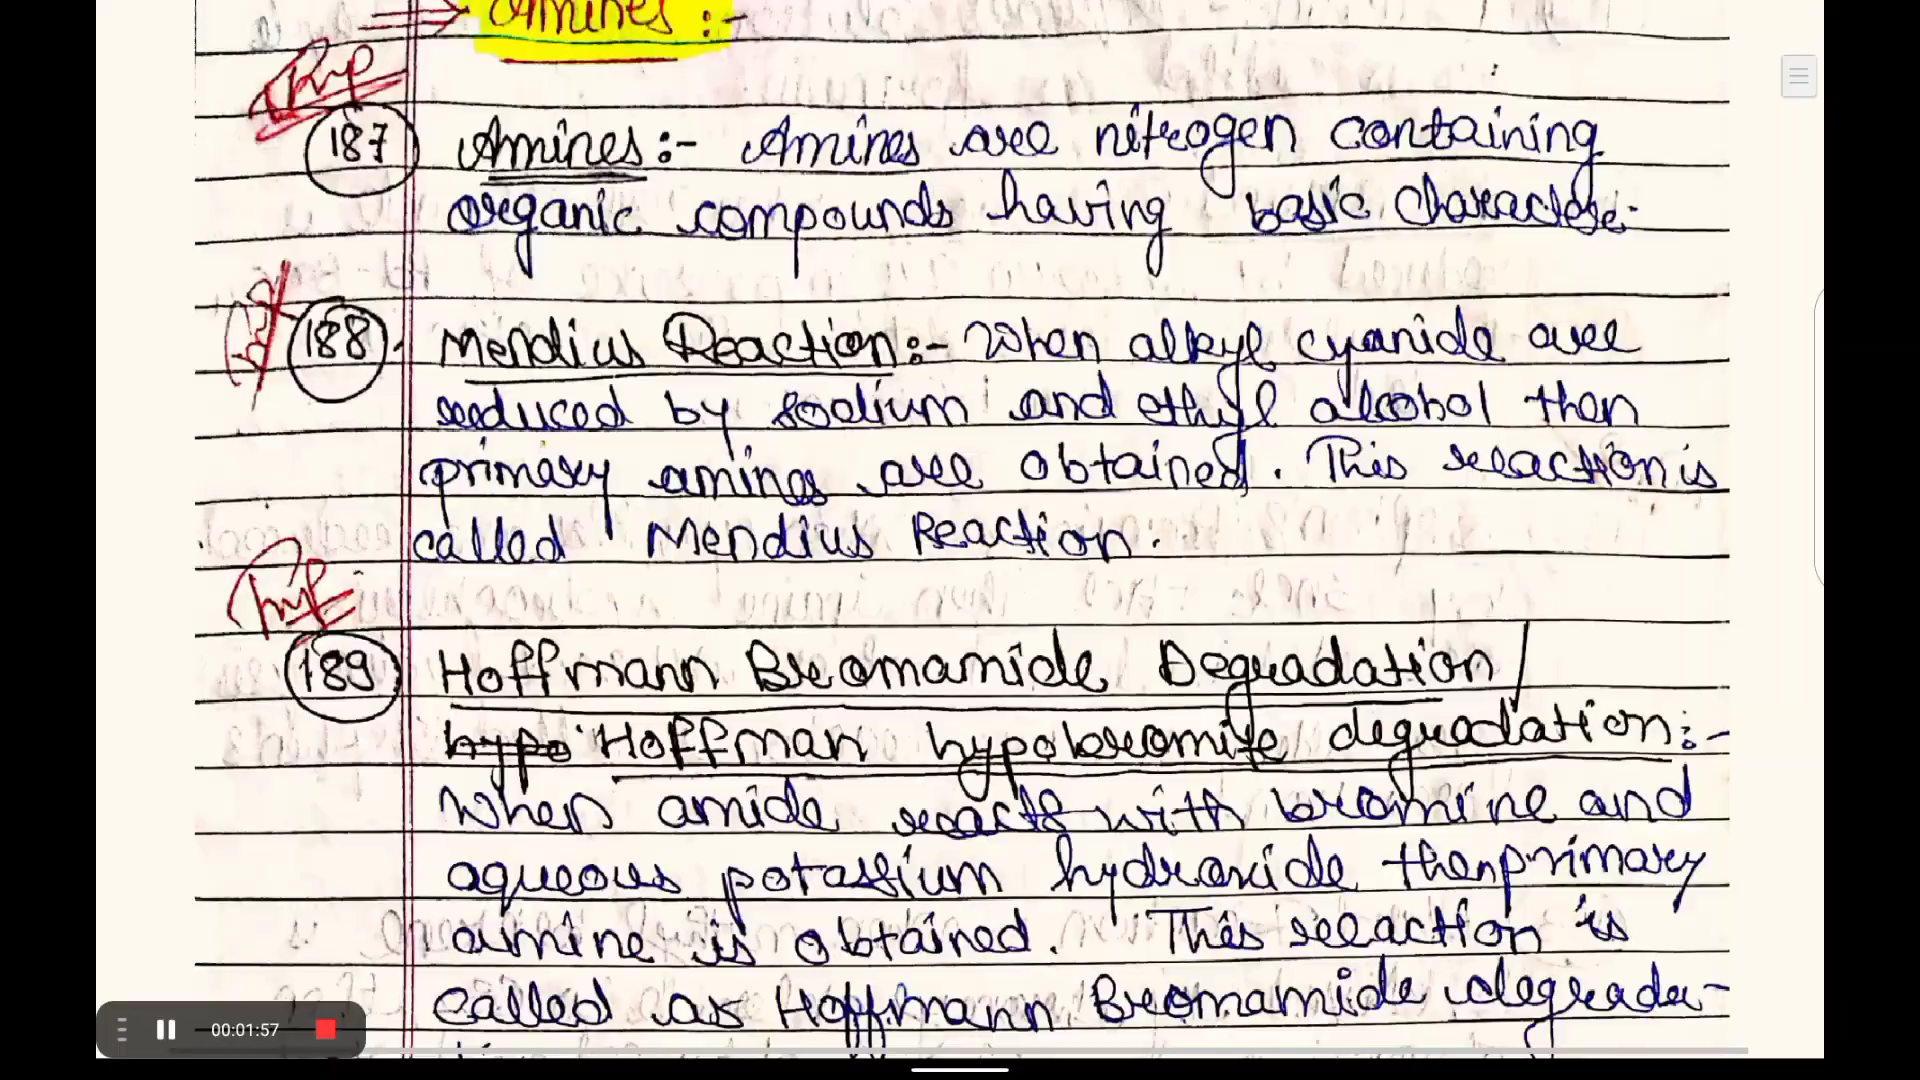 Amines :-
Imp
187 Amines :- Amines are nitrogen containing
organic compounds having basic character.
188. Mendius Reaction :- When alkyl cyanide are
reduced by sodium and ethyl alcohol then
primary amines are obtained. This reaction is
called Mendius Reaction.
Imp
189 Hoffmann Bromamide Degradation /
hypo Hoffman hypobromite degradation :-
When amide reacts with bromine and
aqueous potassium hydroxide then primary
amine is obtained. This reaction is
called as Hoffmann Bromamide degrada-
00:01:57